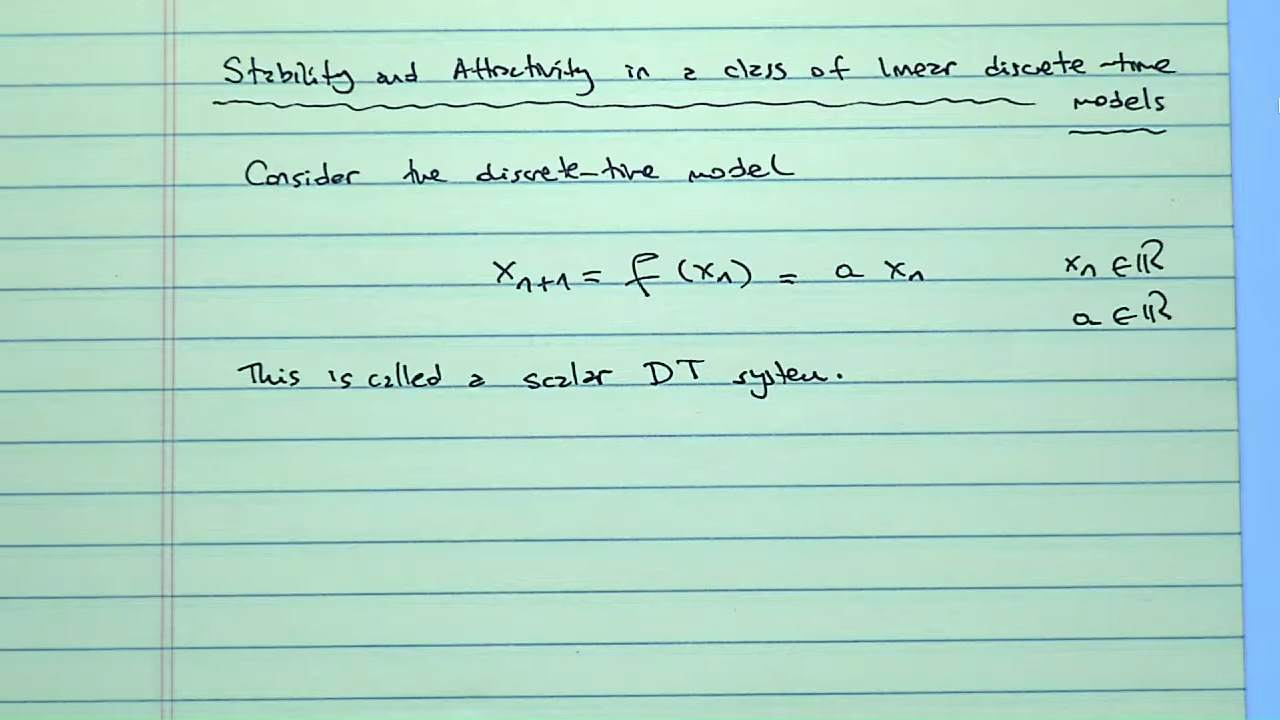 Stability and Attractivity in a class of linear discrete-time
models
Consider the discrete-time model
xₙ₊₁ = f(xₙ) = a xₙ xₙ ∈ ℝ
a ∈ ℝ
This is called a scalar DT system.